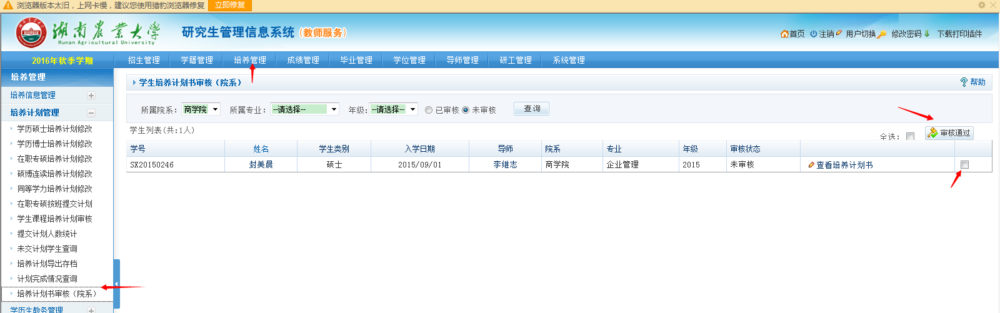 浏览器版本太旧，上网卡慢，建议您使用猎豹浏览器修复 立即修复
湖南农业大学 研究生管理信息系统（教师服务）
Hunan Agricultural University
首页 注销 用户切换 修改密码 下载打印插件
2016年秋季学期 招生管理 学籍管理 培养管理 成绩管理 毕业管理 学位管理 导师管理 研工管理 系统管理
培养管理
培养信息管理
培养计划管理
学历硕士培养计划修改
学历博士培养计划修改
在职专硕培养计划修改
硕博连读培养计划修改
同等学力培养计划修改
在职专硕按班提交计划
学生课程培养计划审核
提交计划人数统计
未交计划学生查询
培养计划导出存档
计划完成情况查询
培养计划书审核（院系）
学历生教务管理
学生培养计划书审核（院系） 帮助
所属院系： 商学院 所属专业： --请选择-- 年级: --请选择-- 已审核 未审核 查询
学生列表(共:1人) 全选： 审核通过
学号 姓名 学生类别 入学日期 导师 院系 专业 年级 审核状态
SX20150246 封美晨 硕士 2015/09/01 李继志 商学院 企业管理 2015 未审核 查看培养计划书